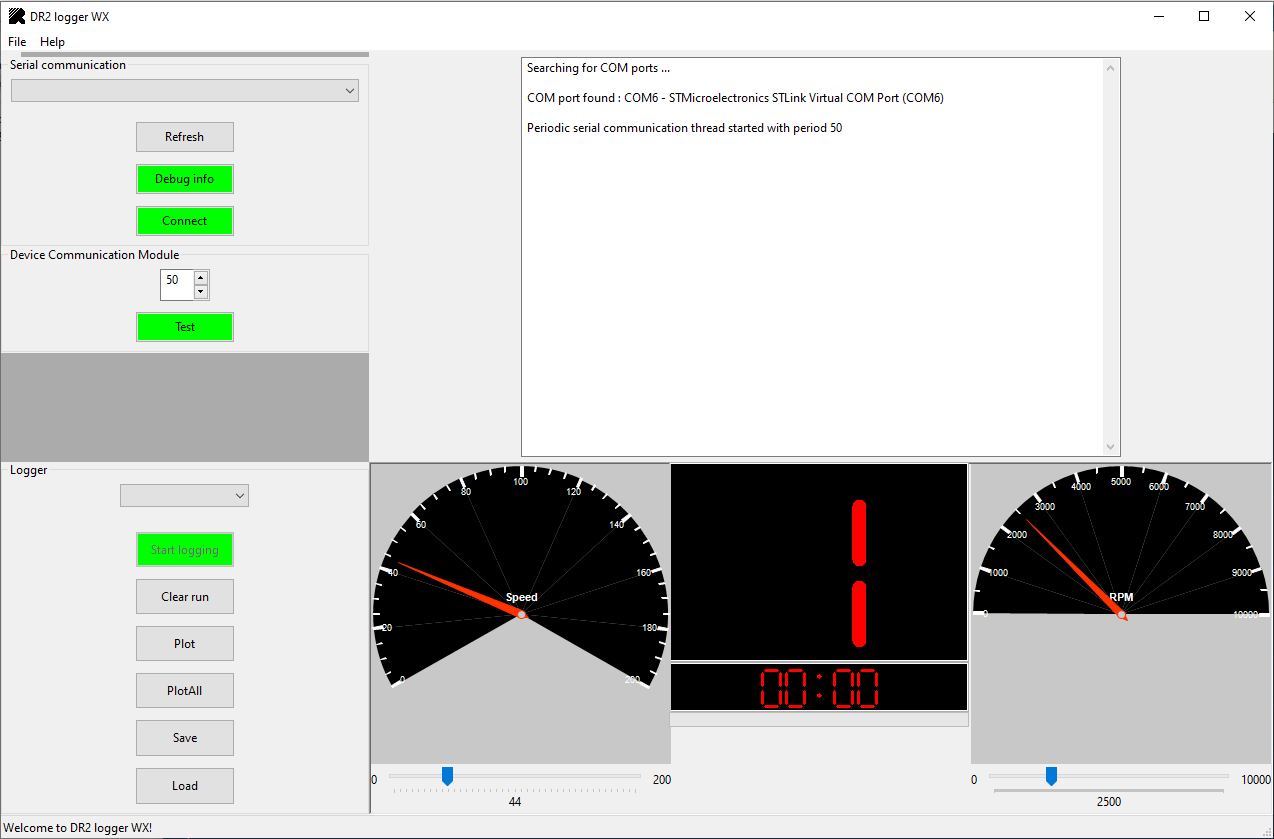 DR2 logger WX
File Help
Serial communication
Refresh
Debug info
Connect
Device Communication Module
50
Test
Searching for COM ports ...
COM port found : COM6 - STMicroelectronics STLink Virtual COM Port (COM6)
Periodic serial communication thread started with period 50
Logger
Start logging
Clear run
Plot
PlotAll
Save
Load
0
20
40
60
80
100
120
140
160
180
200
Speed
0 200
44
1
00:00
0
1000
2000
3000
4000
5000
6000
7000
8000
9000
10000
RPM
0 10000
2500
Welcome to DR2 logger WX!